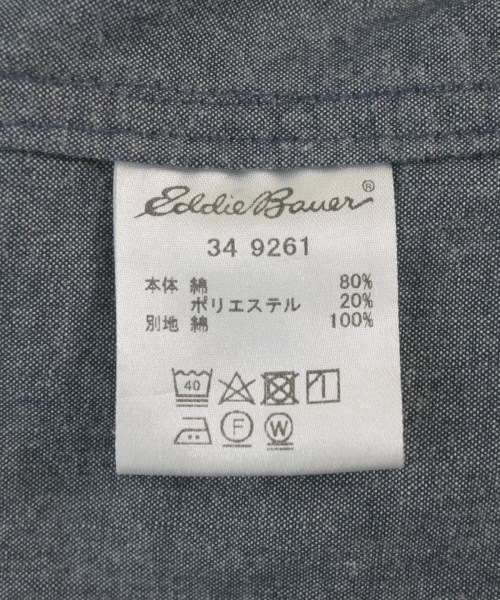 Eddie Bauer®
34 9261
本体 綿 80%
ポリエステル 20%
別地 綿 100%
40
F W